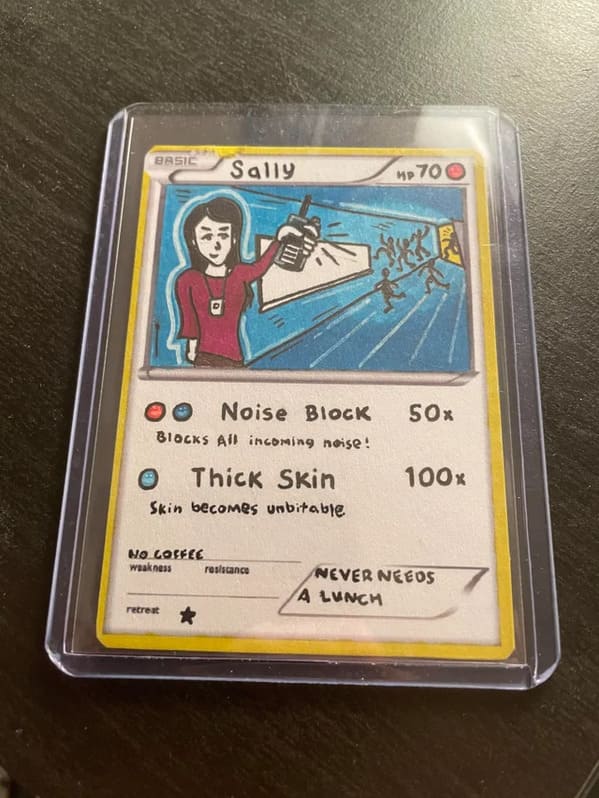 BASIC
Sally
HP 70
Noise Block 50x
Blocks All incoming noise!
Thick Skin 100x
Skin becomes unbitable
NO COFFEE
weakness resistance
NEVER NEEDS
A LUNCH
retreat